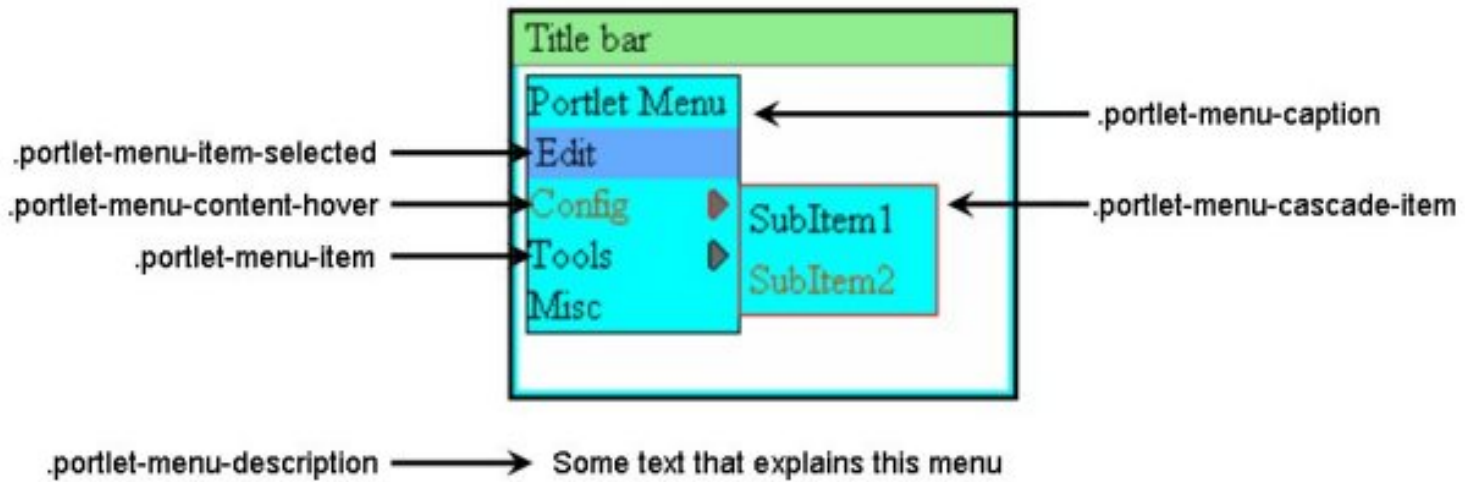 Title bar
Portlet Menu
.portlet-menu-caption
.portlet-menu-item-selected
Edit
.portlet-menu-content-hover
Config
SubItem1
.portlet-menu-cascade-item
.portlet-menu-item
Tools
SubItem2
Misc
.portlet-menu-description
Some text that explains this menu